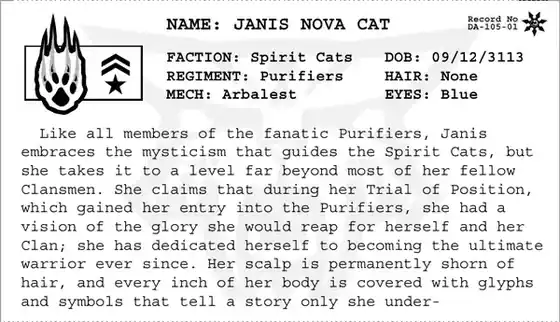 NAME: JANIS NOVA CAT
Record No
DA-105-01
FACTION: Spirit Cats DOB: 09/12/3113
REGIMENT: Purifiers HAIR: None
MECH: Arbalest EYES: Blue
Like all members of the fanatic Purifiers, Janis
embraces the mysticism that guides the Spirit Cats, but
she takes it to a level far beyond most of her fellow
Clansmen. She claims that during her Trial of Position,
which gained her entry into the Purifiers, she had a
vision of the glory she would reap for herself and her
Clan; she has dedicated herself to becoming the ultimate
warrior ever since. Her scalp is permanently shorn of
hair, and every inch of her body is covered with glyphs
and symbols that tell a story only she under-